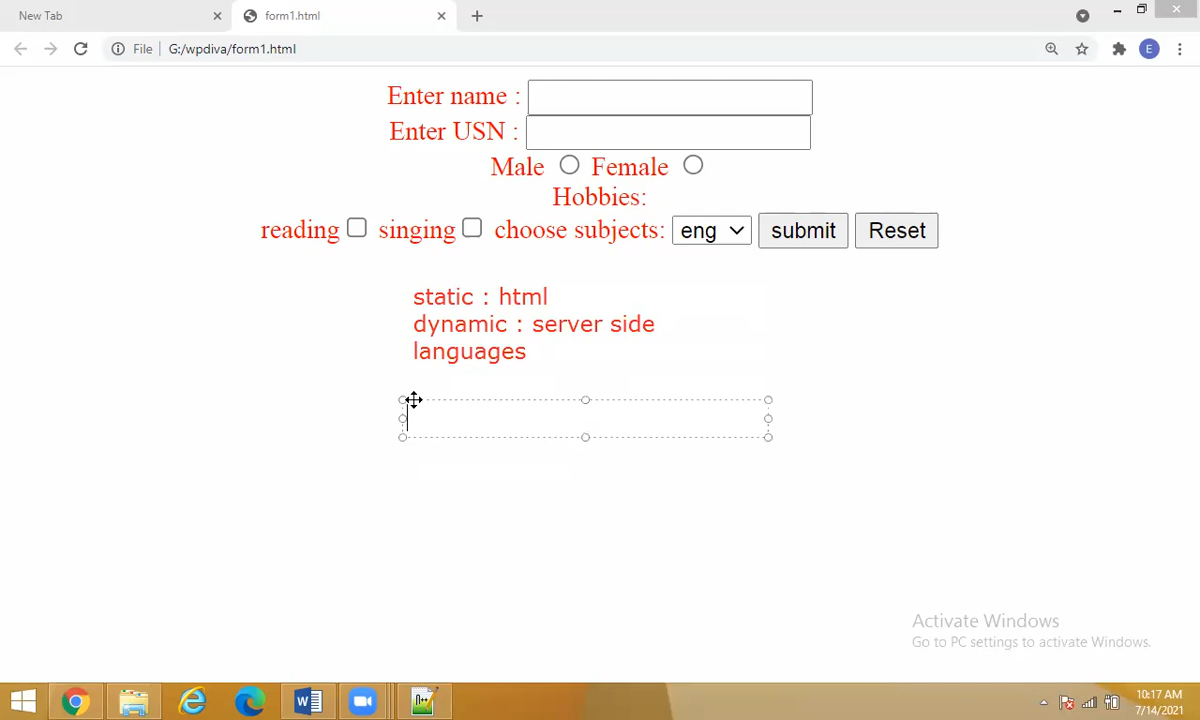 New Tab
form1.html
File
G:/wpdiva/form1.html
E
Enter name :
Enter USN :
Male Female
Hobbies:
reading singing choose subjects: eng submit Reset
static : html
dynamic : server side
languages
Activate Windows
Go to PC settings to activate Windows.
10:17 AM
7/14/2021